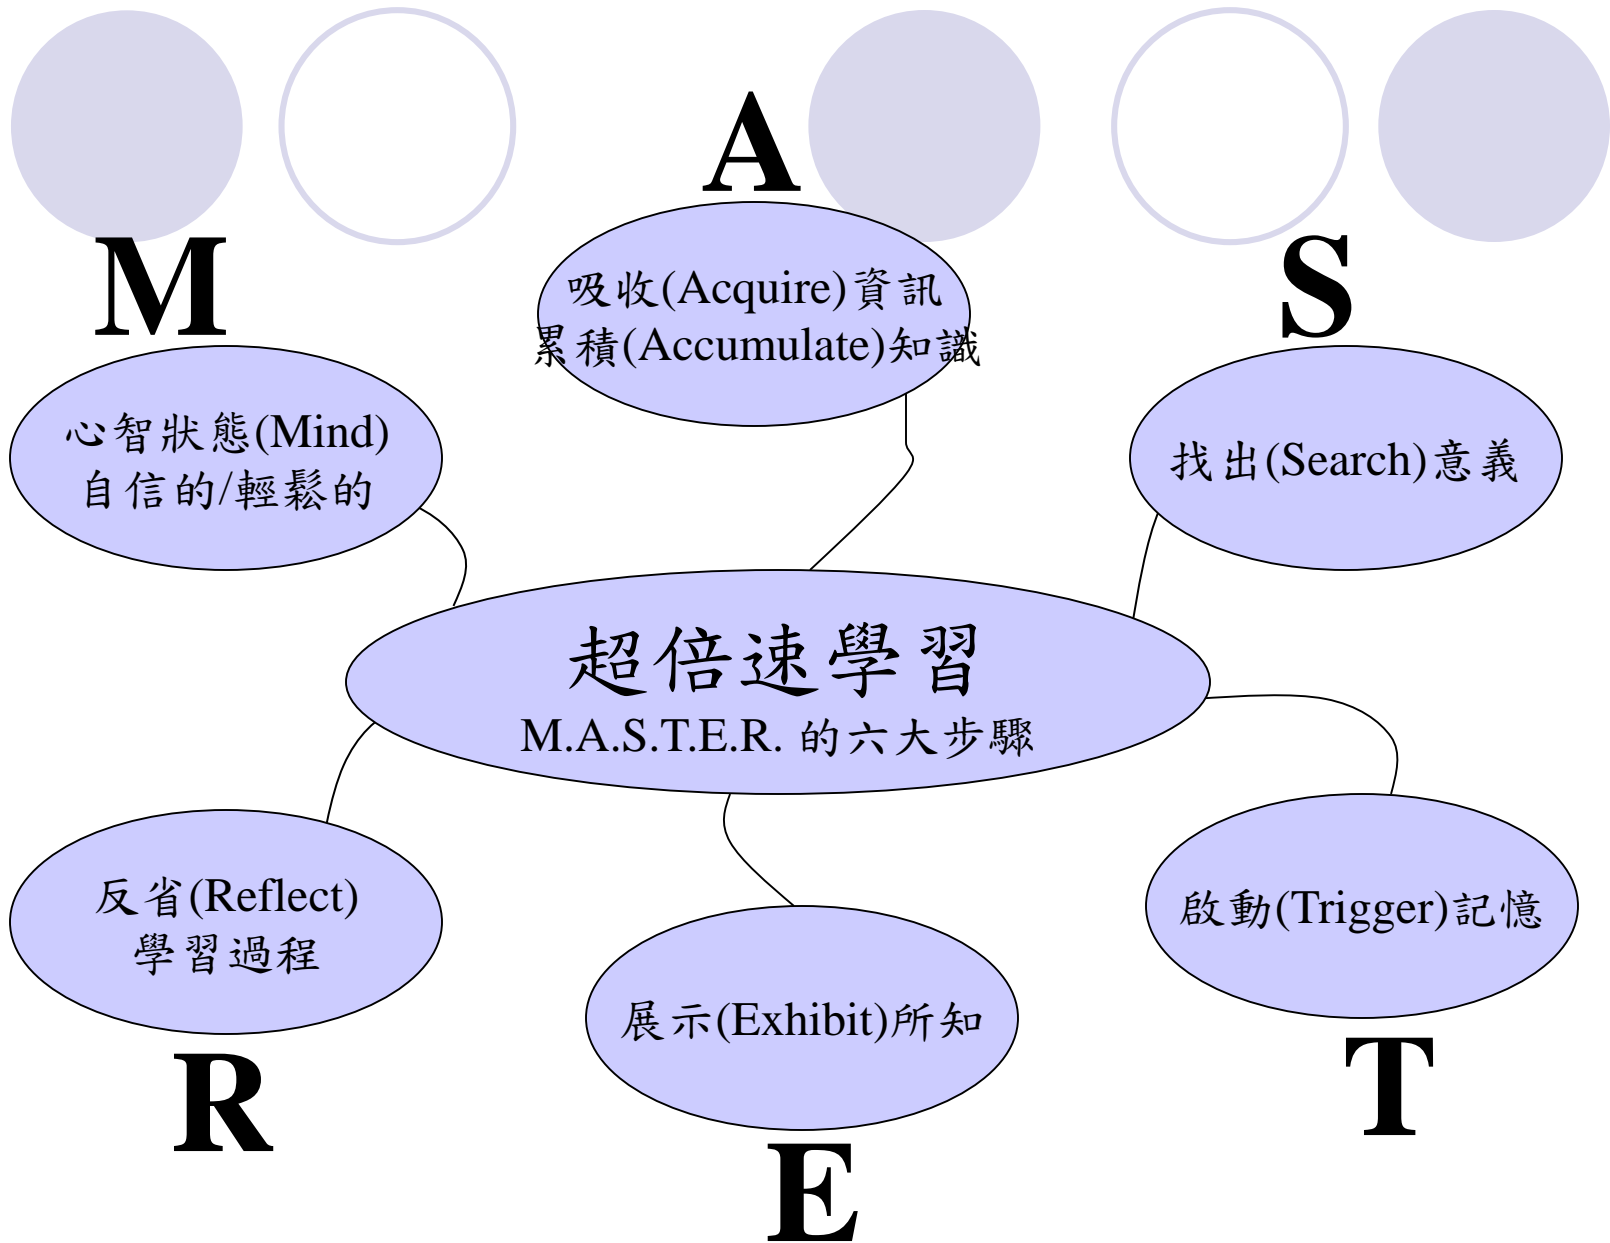 A
M
S
吸收(Acquire)資訊
累積(Accumulate)知識
心智狀態(Mind)
自信的/輕鬆的
找出(Search)意義
超倍速學習
M.A.S.T.E.R. 的六大步驟
反省(Reflect)
學習過程
啟動(Trigger)記憶
展示(Exhibit)所知
R
T
E